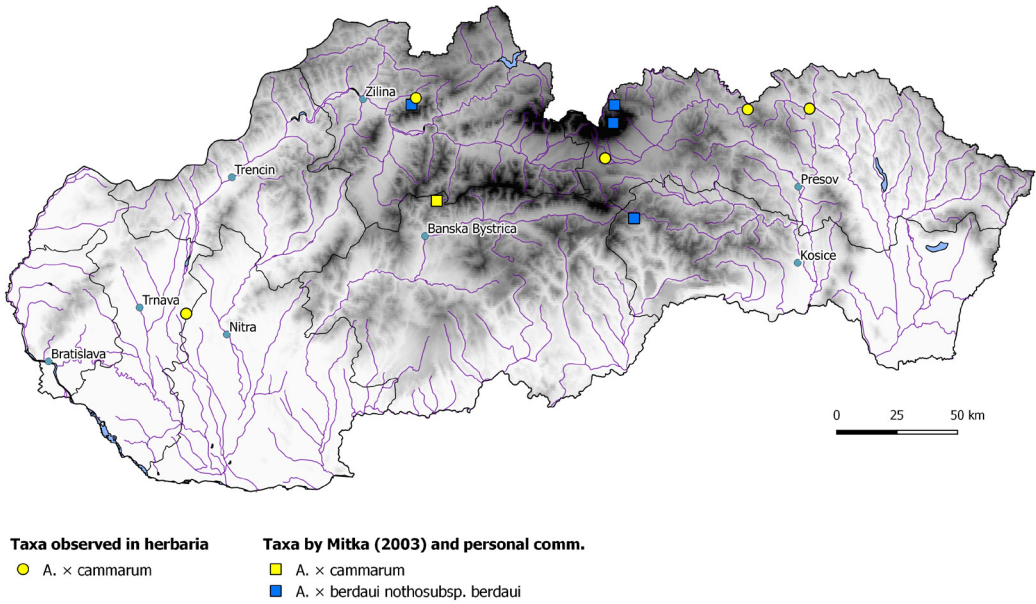 Zilina
Trencin
Presov
Banska Bystrica
Kosice
Trnava
Nitra
Bratislava
0 25 50 km
Taxa observed in herbaria
A. × cammarum
Taxa by Mitka (2003) and personal comm.
A. × cammarum
A. × berdaui nothosubsp. berdaui